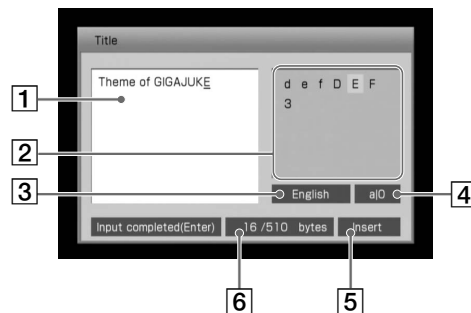 Title
Theme of GIGAJUKE
d e f D E F
3
English
a|0
Input completed(Enter)
16 /510 bytes
Insert
1
2
3
4
5
6